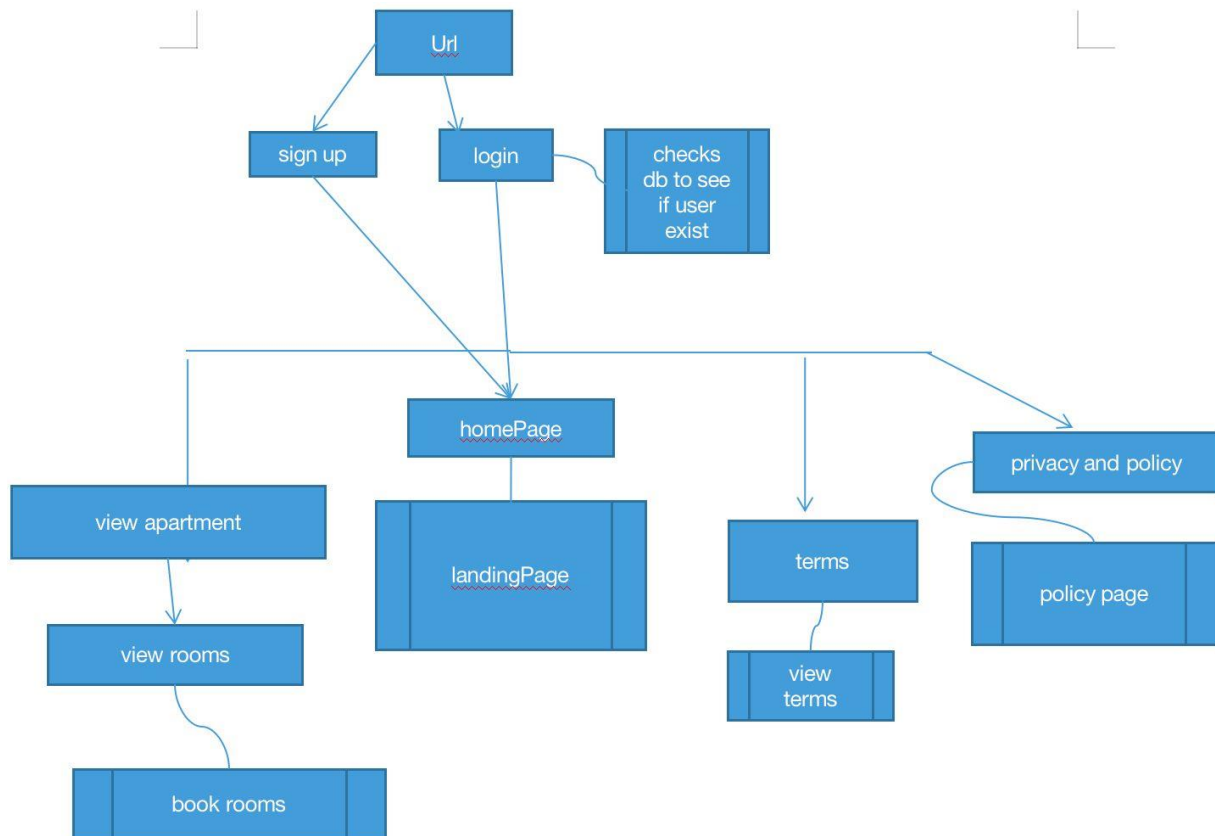 Url
sign up
login
checks
db to see
if user
exist
homePage
privacy and policy
view apartment
landingPage
terms
policy page
view rooms
view
terms
book rooms